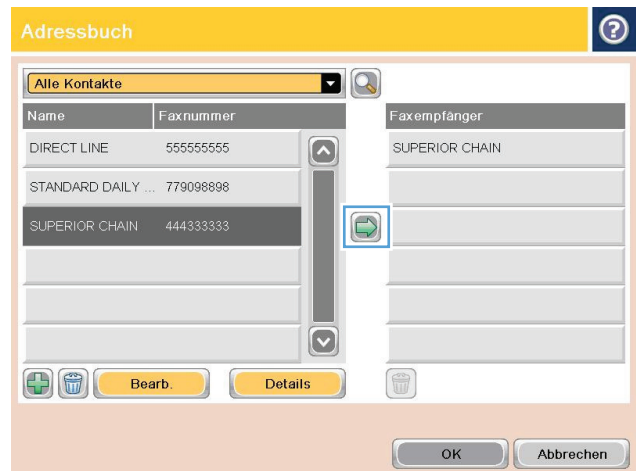 Adressbuch
?
Alle Kontakte
Name Faxnummer Faxempfänger
DIRECT LINE 555555555 SUPERIOR CHAIN
STANDARD DAILY ... 779098898
SUPERIOR CHAIN 444333333
Bearb. Details
OK Abbrechen